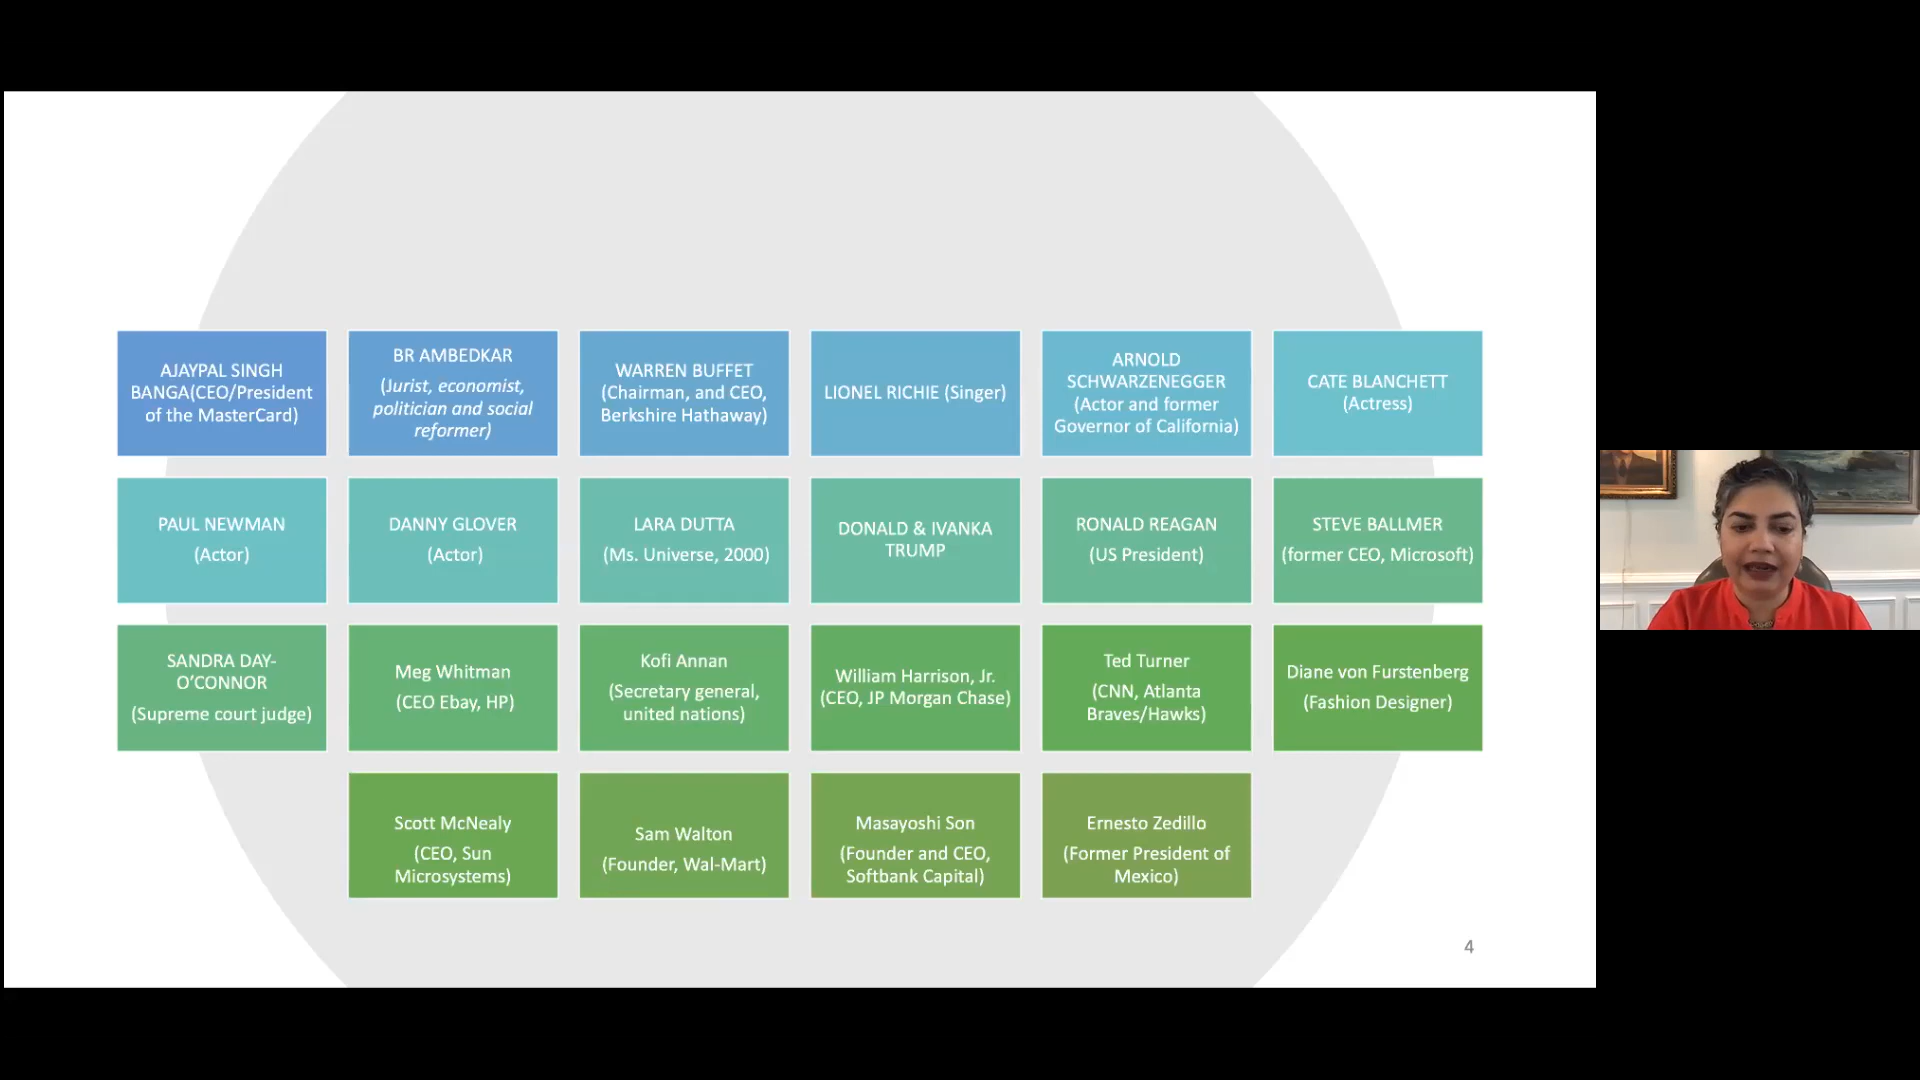 AJAYPAL SINGH
BANGA(CEO/President
of the MasterCard)
BR AMBEDKAR
(Jurist, economist,
politician and social
reformer)
WARREN BUFFET
(Chairman, and CEO,
Berkshire Hathaway)
LIONEL RICHIE (Singer)
ARNOLD
SCHWARZENEGGER
(Actor and former
Governor of California)
CATE BLANCHETT
(Actress)
PAUL NEWMAN
(Actor)
DANNY GLOVER
(Actor)
LARA DUTTA
(Ms. Universe, 2000)
DONALD & IVANKA
TRUMP
RONALD REAGAN
(US President)
STEVE BALLMER
(former CEO, Microsoft)
SANDRA DAY-
O’CONNOR
(Supreme court judge)
Meg Whitman
(CEO Ebay, HP)
Kofi Annan
(Secretary general,
united nations)
William Harrison, Jr.
(CEO, JP Morgan Chase)
Ted Turner
(CNN, Atlanta
Braves/Hawks)
Diane von Furstenberg
(Fashion Designer)
Scott McNealy
(CEO, Sun
Microsystems)
Sam Walton
(Founder, Wal-Mart)
Masayoshi Son
(Founder and CEO,
Softbank Capital)
Ernesto Zedillo
(Former President of
Mexico)
4